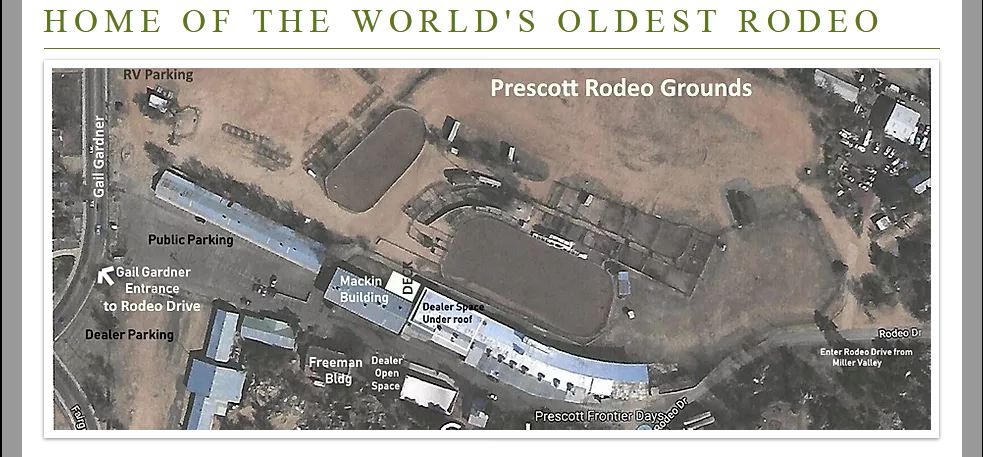 HOME OF THE WORLD'S OLDEST RODEO
RV Parking
Prescott Rodeo Grounds
Gail Gardner
Public Parking
Gail Gardner
Entrance
to Rodeo Drive
Dealer Parking
Mackin
Building
DECK
Dealer Space
Under roof
Freeman
Bldg
Dealer
Open
Space
Rodeo Dr
Enter Rodeo Drive from
Miller Valley
Prescott Frontier Days
Rodeo Dr